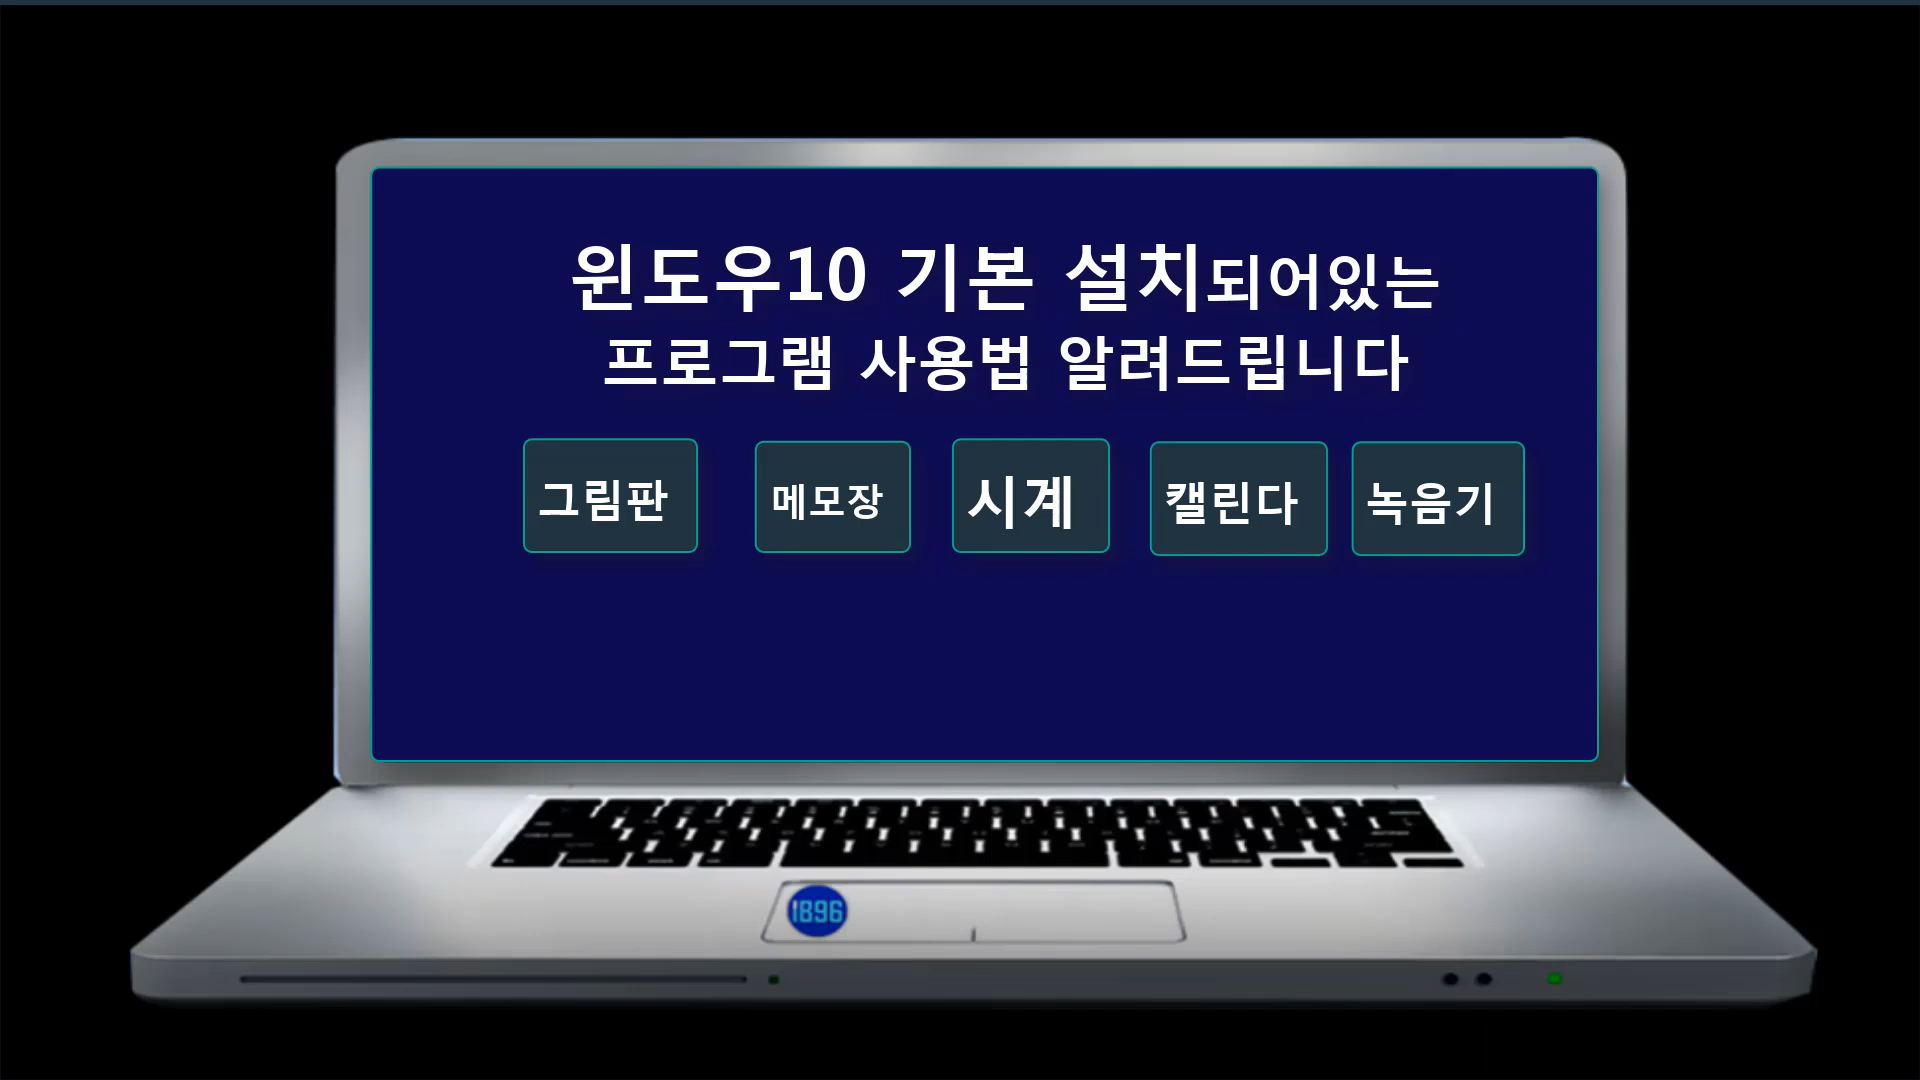 윈도우10 기본 설치되어있는
프로그램 사용법 알려드립니다
그림판 메모장 시계 캘린다 녹음기
1896